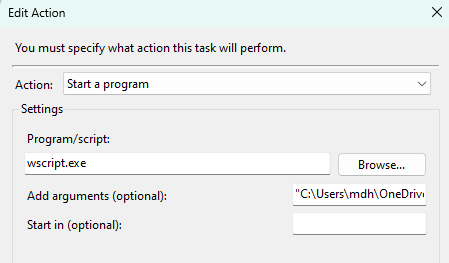 Edit Action
You must specify what action this task will perform.
Action: Start a program
Settings
Program/script:
wscript.exe
Browse...
Add arguments (optional): "C:\Users\mdh\OneDrive
Start in (optional):